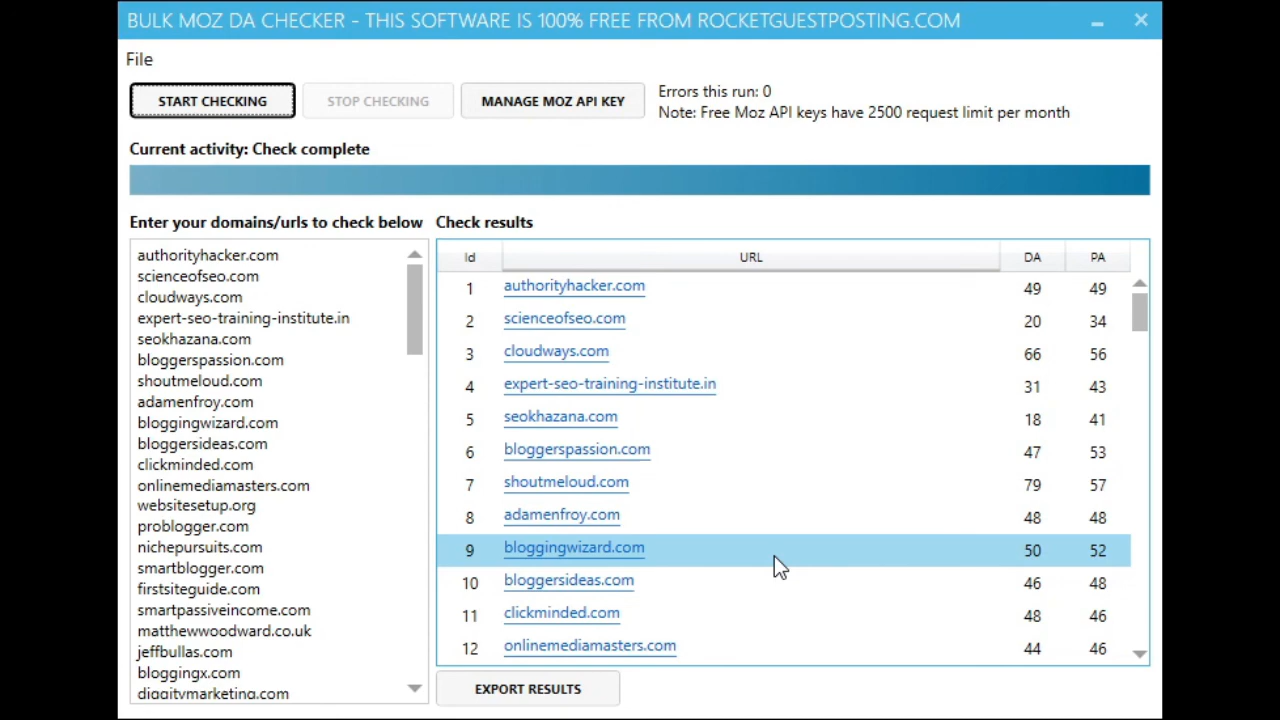 BULK MOZ DA CHECKER - THIS SOFTWARE IS 100% FREE FROM ROCKETGUESTPOSTING.COM
File
START CHECKING
STOP CHECKING
MANAGE MOZ API KEY
Errors this run: 0
Note: Free Moz API keys have 2500 request limit per month
Current activity: Check complete
Enter your domains/urls to check below
authorityhacker.com
scienceofseo.com
cloudways.com
expert-seo-training-institute.in
seokhazana.com
bloggerspassion.com
shoutmeloud.com
adamenfroy.com
bloggingwizard.com
bloggersideas.com
clickminded.com
onlinemediamasters.com
websitesetup.org
problogger.com
nichepursuits.com
smartblogger.com
firstsiteguide.com
smartpassiveincome.com
matthewwoodward.co.uk
jeffbullas.com
bloggingx.com
diggitymarketing.com
Check results
Id URL DA PA
1 authorityhacker.com 49 49
2 scienceofseo.com 20 34
3 cloudways.com 66 56
4 expert-seo-training-institute.in 31 43
5 seokhazana.com 18 41
6 bloggerspassion.com 47 53
7 shoutmeloud.com 79 57
8 adamenfroy.com 48 48
9 bloggingwizard.com 50 52
10 bloggersideas.com 46 48
11 clickminded.com 48 46
12 onlinemediamasters.com 44 46
EXPORT RESULTS